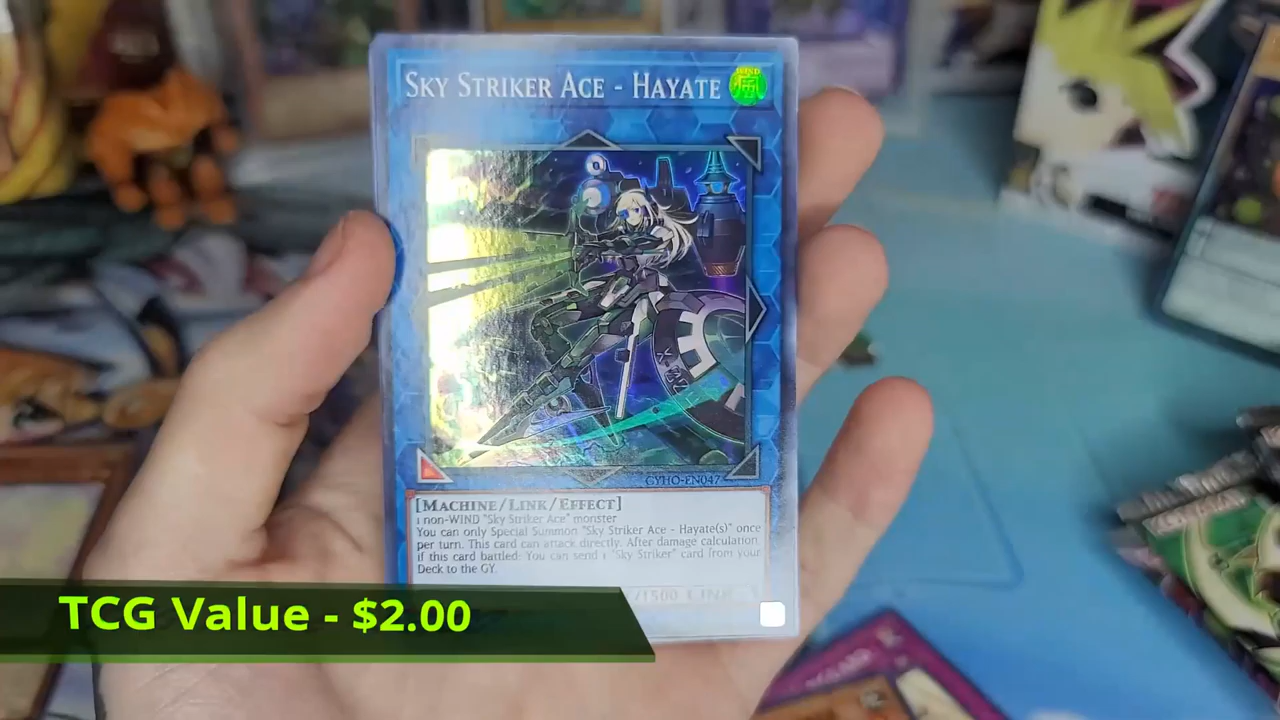 SKY STRIKER ACE - HAYATE
WIND
風
CYHO-EN047
[MACHINE/LINK/EFFECT]
1 non-WIND "Sky Striker Ace" monster
You can only Special Summon "Sky Striker Ace - Hayate(s)" once
per turn. This card can attack directly. After damage calculation,
if this card battled: You can send 1 "Sky Striker" card from your
Deck to the GY.
/1500 LINK
TCG Value - $2.00